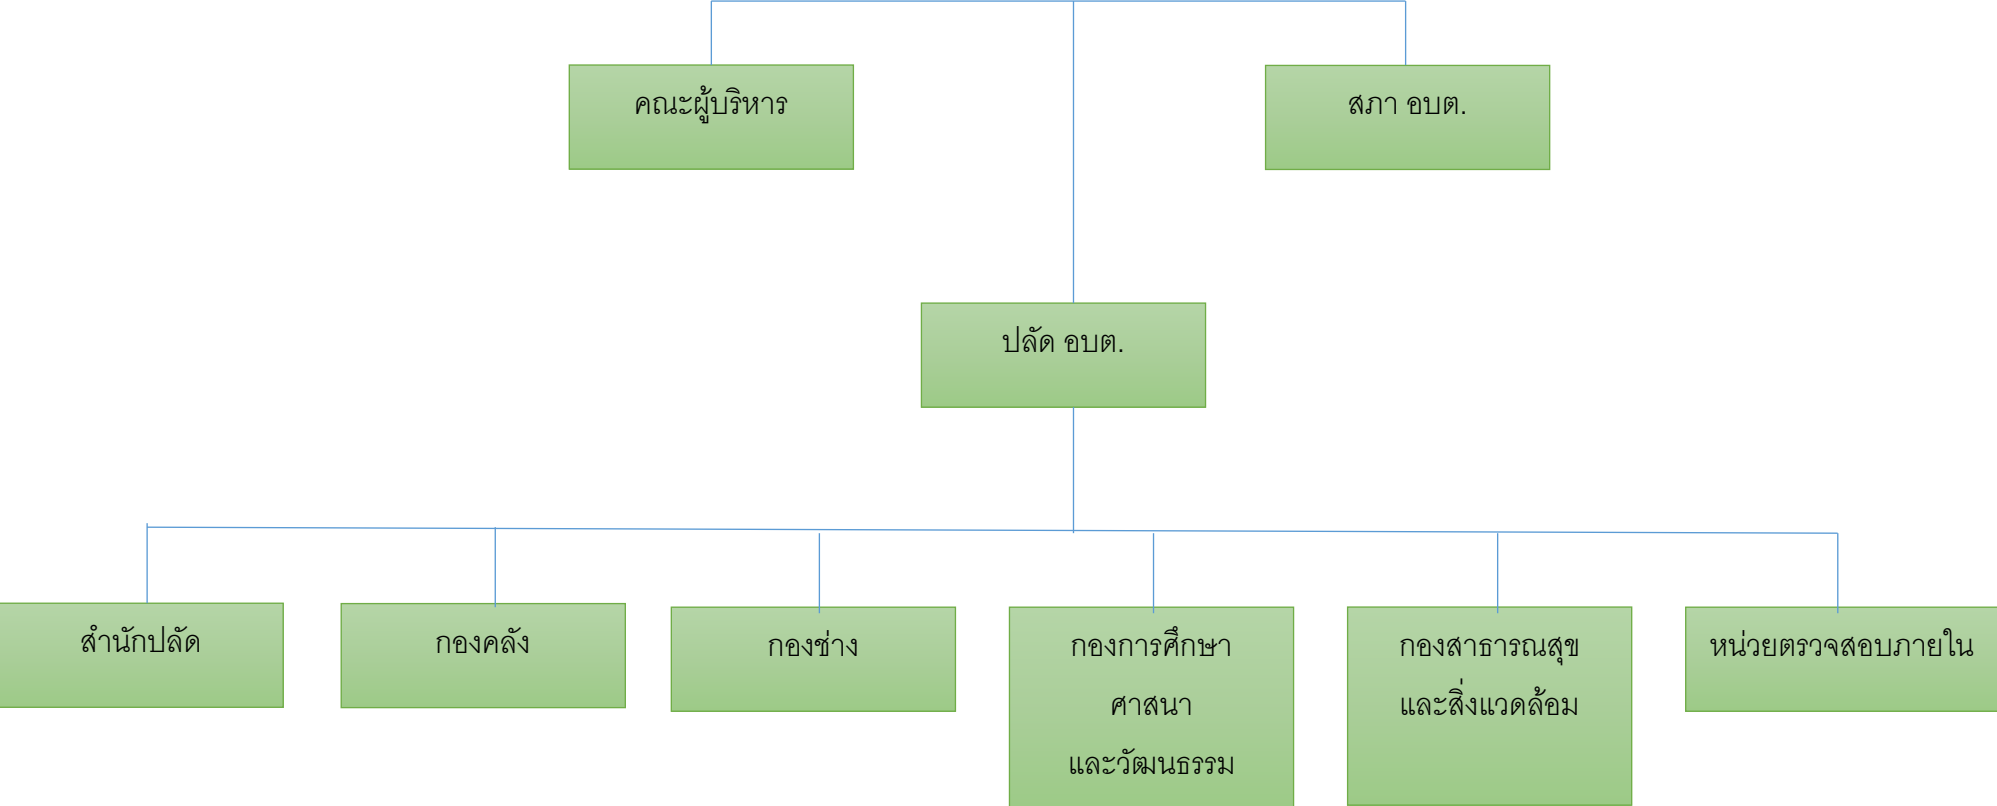 คณะผู้บริหาร
สภา อบต.
ปลัด อบต.
สำนักปลัด
กองคลัง
กองช่าง
กองการศึกษา
ศาสนา
และวัฒนธรรม
กองสาธารณสุข
และสิ่งแวดล้อม
หน่วยตรวจสอบภายใน